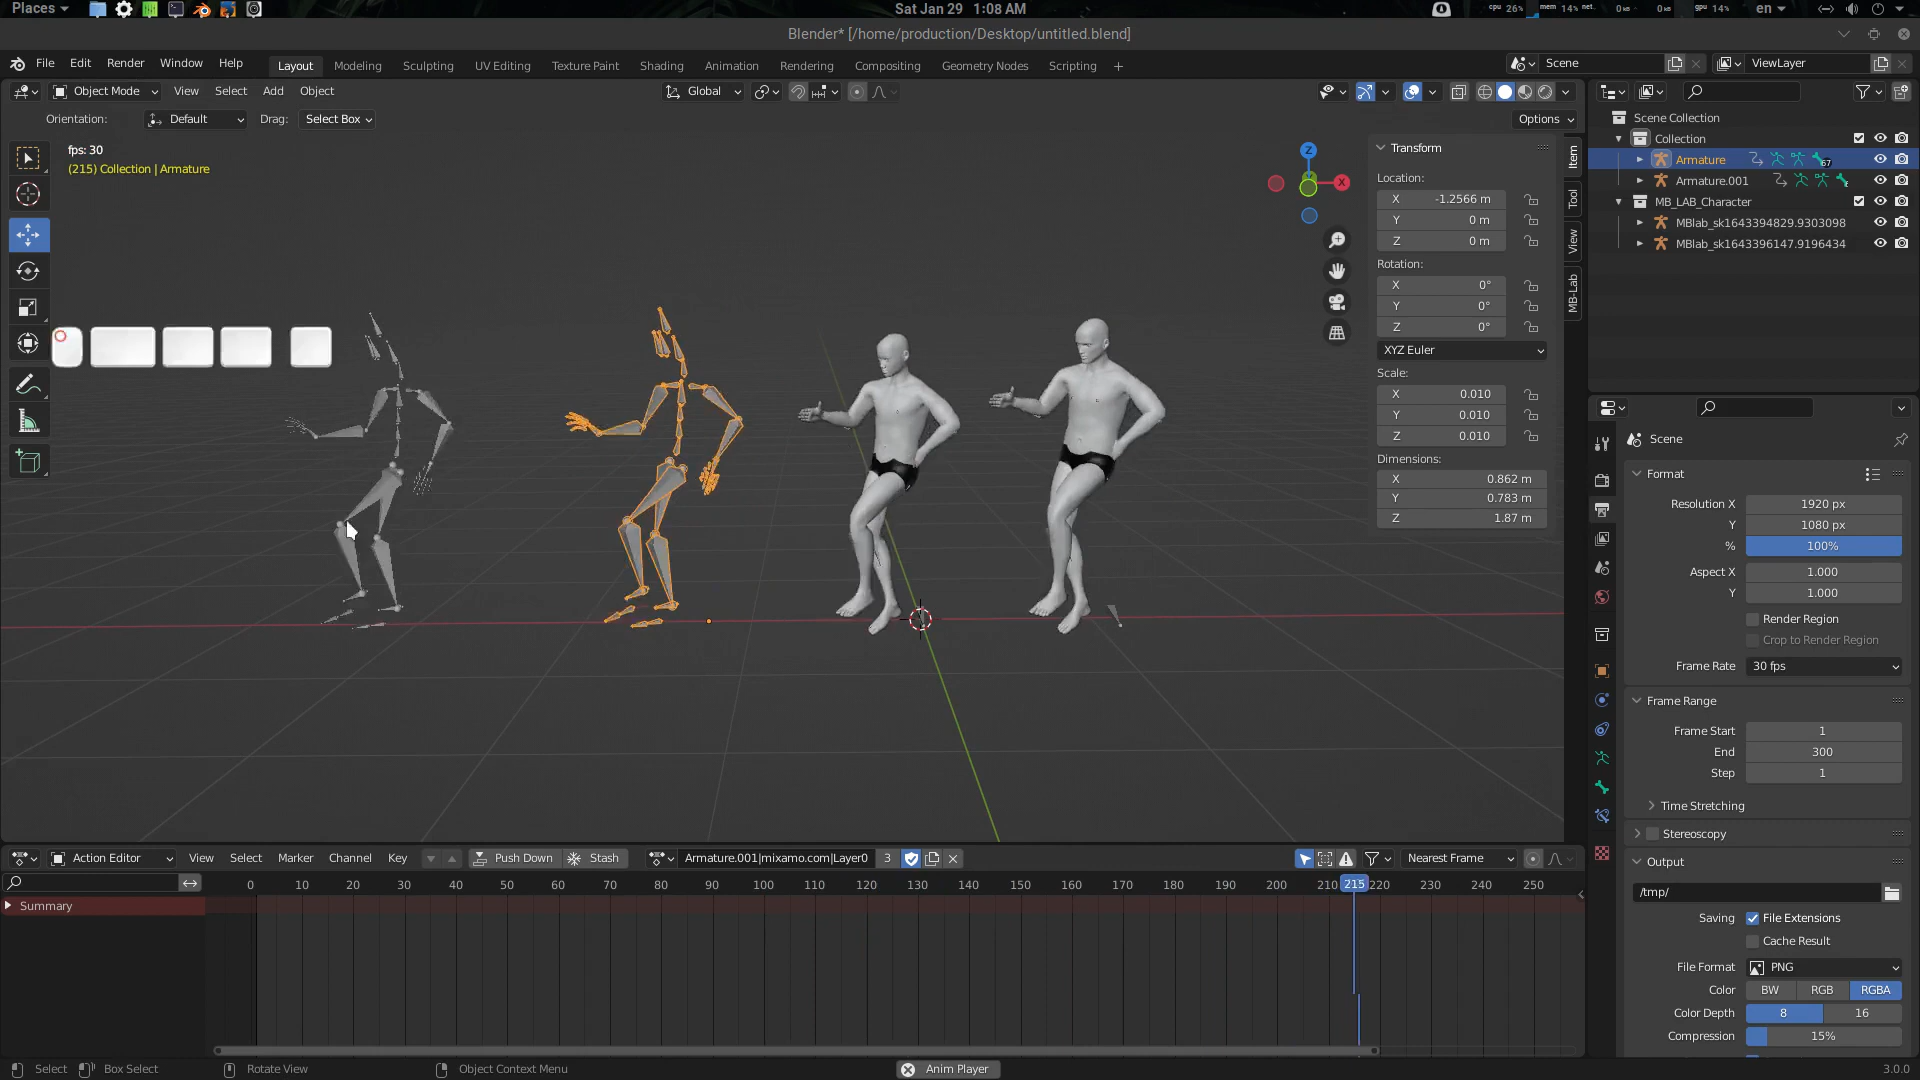 Places
Sat Jan 29 1:08 AM
cpu 26% mem 14% net 0kB 0kB gpu 14% en
Blender* [/home/production/Desktop/untitled.blend]
File Edit Render Window Help
Layout Modeling Sculpting UV Editing Texture Paint Shading Animation Rendering Compositing Geometry Nodes Scripting +
Scene
ViewLayer
Object Mode View Select Add Object
Global
Orientation: Default Drag: Select Box
Options
fps: 30
(215) Collection | Armature
Z
X
Transform
Location:
X -1.2566 m
Y 0 m
Z 0 m
Rotation:
X 0°
Y 0°
Z 0°
XYZ Euler
Scale:
X 0.010
Y 0.010
Z 0.010
Dimensions:
X 0.862 m
Y 0.783 m
Z 1.87 m
Item
Tool
View
MB-Lab
Scene Collection
Collection
Armature 67
Armature.001
MB_LAB_Character
MBlab_sk1643394829.9303098
MBlab_sk1643396147.9196434
Scene
Format
Resolution X 1920 px
Y 1080 px
% 100%
Aspect X 1.000
Y 1.000
Render Region
Crop to Render Region
Frame Rate 30 fps
Frame Range
Frame Start 1
End 300
Step 1
Time Stretching
Stereoscopy
Output
/tmp/
Saving File Extensions
Cache Result
File Format PNG
Color BW RGB RGBA
Color Depth 8 16
Compression 15%
Action Editor View Select Marker Channel Key Push Down Stash Armature.001|mixamo.com|Layer0 3 Nearest Frame
0 10 20 30 40 50 60 70 80 90 100 110 120 130 140 150 160 170 180 190 200 210 215 220 230 240 250
Summary
Select Box Select Rotate View Object Context Menu Anim Player 3.0.0